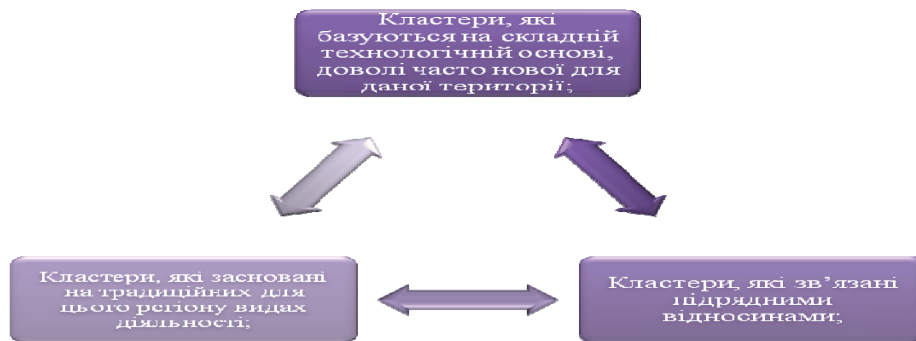 Кластери, які
базуються на складній
технологічній основі,
доволі часто нової для
даної території;
Кластери, які засновані
на традиційних для
цього регіону видах
діяльності;
Кластери, які зв’язані
підрядними
відносинами;